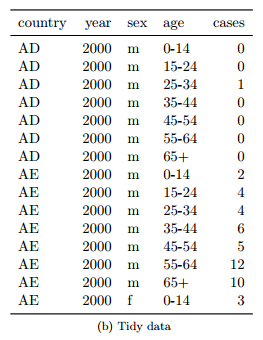 country year sex age cases
AD 2000 m 0-14 0
AD 2000 m 15-24 0
AD 2000 m 25-34 1
AD 2000 m 35-44 0
AD 2000 m 45-54 0
AD 2000 m 55-64 0
AD 2000 m 65+ 0
AE 2000 m 0-14 2
AE 2000 m 15-24 4
AE 2000 m 25-34 4
AE 2000 m 35-44 6
AE 2000 m 45-54 5
AE 2000 m 55-64 12
AE 2000 m 65+ 10
AE 2000 f 0-14 3
(b) Tidy data